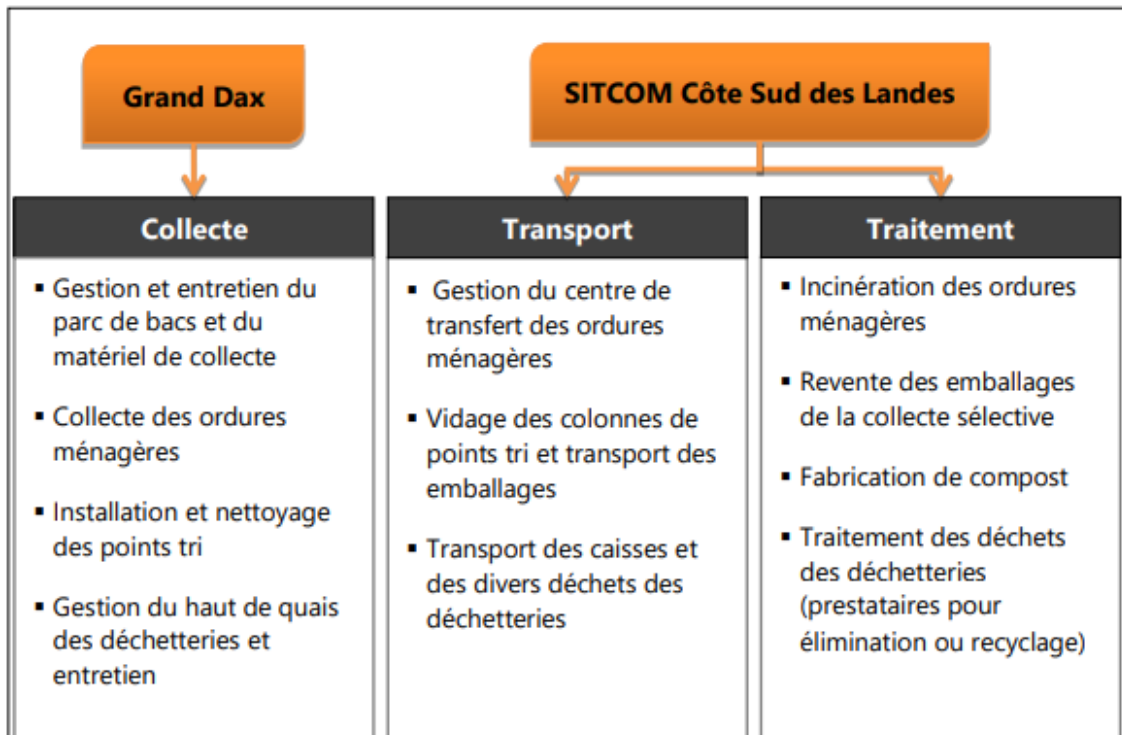 Grand Dax
SITCOM Côte Sud des Landes
Collecte
▪ Gestion et entretien du
parc de bacs et du
matériel de collecte
▪ Collecte des ordures
ménagères
▪ Installation et nettoyage
des points tri
▪ Gestion du haut de quais
des déchetteries et
entretien
Transport
▪ Gestion du centre de
transfert des ordures
ménagères
▪ Vidage des colonnes de
points tri et transport des
emballages
▪ Transport des caisses et
des divers déchets des
déchetteries
Traitement
▪ Incinération des ordures
ménagères
▪ Revente des emballages
de la collecte sélective
▪ Fabrication de compost
▪ Traitement des déchets
des déchetteries
(prestataires pour
élimination ou recyclage)